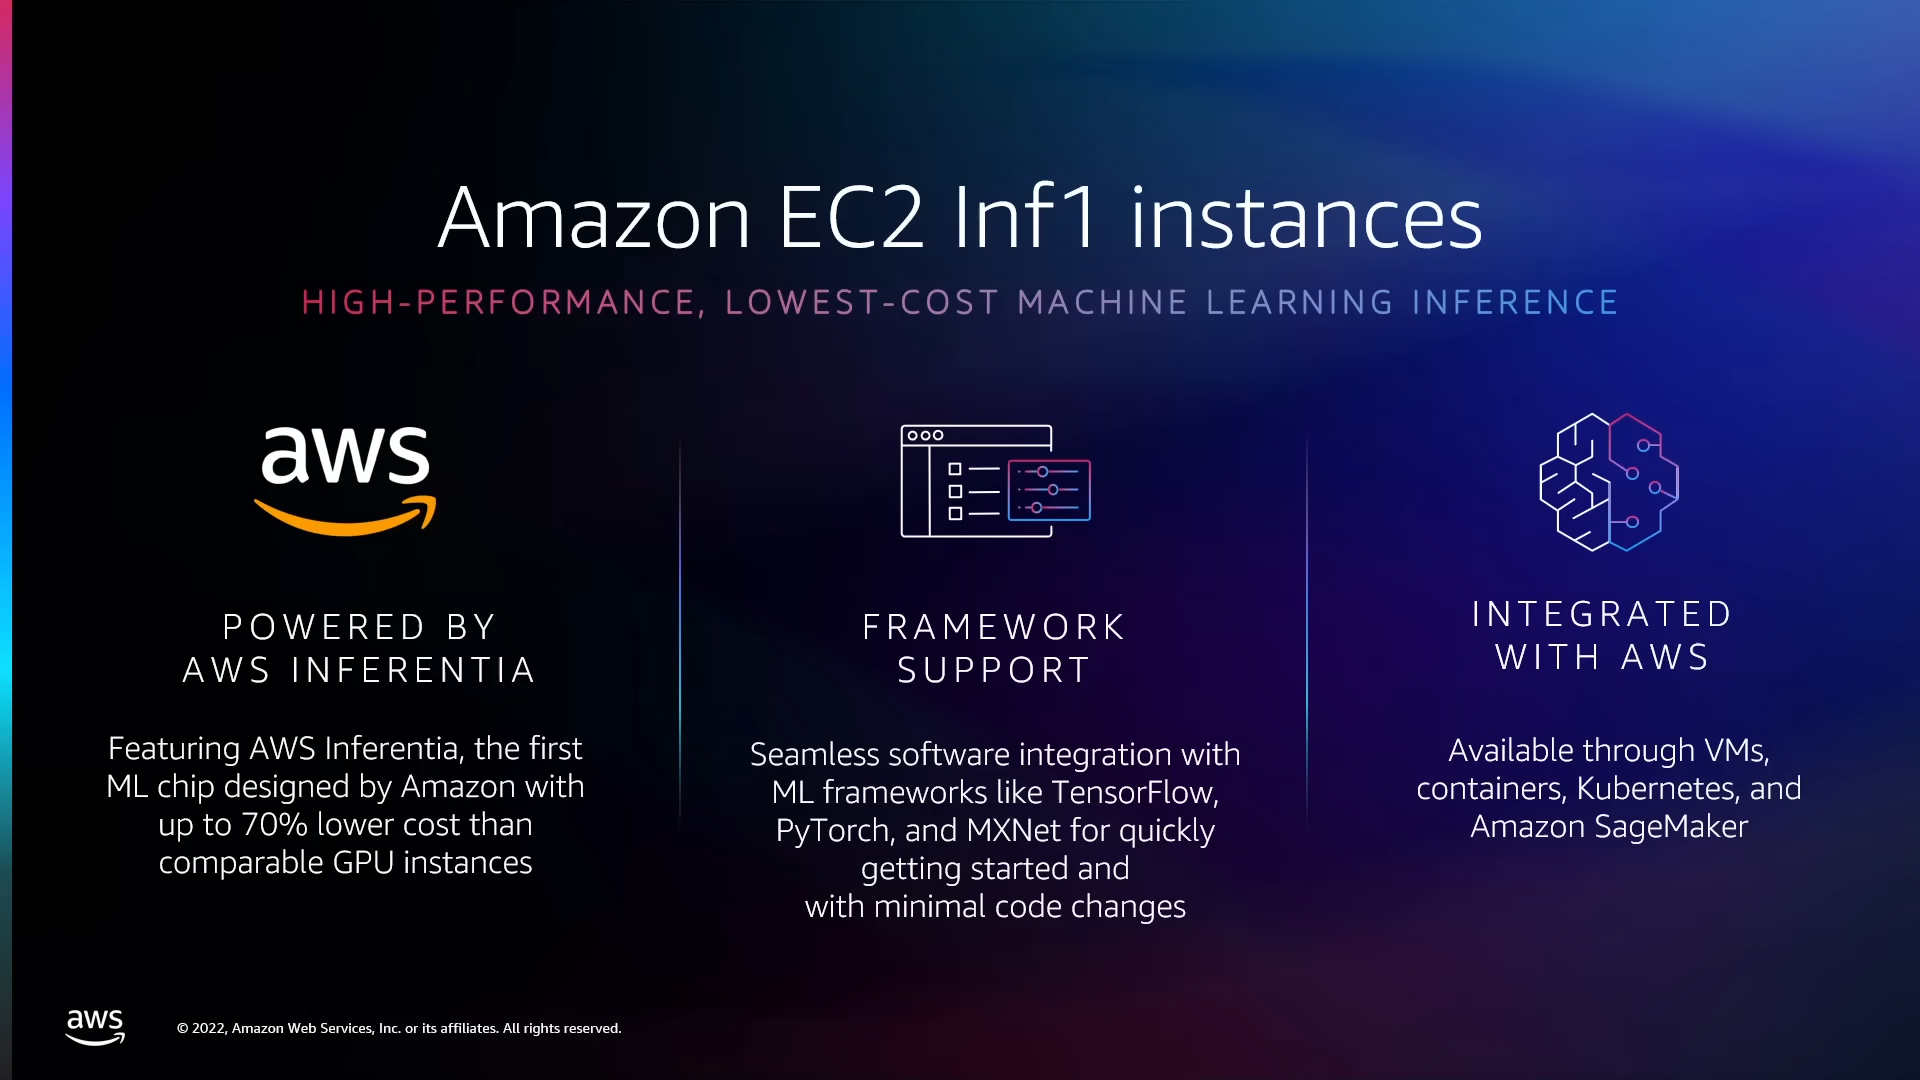 Amazon EC2 Inf1 instances
HIGH-PERFORMANCE, LOWEST-COST MACHINE LEARNING INFERENCE
aws
POWERED BY
AWS INFERENTIA
Featuring AWS Inferentia, the first
ML chip designed by Amazon with
up to 70% lower cost than
comparable GPU instances
FRAMEWORK
SUPPORT
Seamless software integration with
ML frameworks like TensorFlow,
PyTorch, and MXNet for quickly
getting started and
with minimal code changes
INTEGRATED
WITH AWS
Available through VMs,
containers, Kubernetes, and
Amazon SageMaker
aws
© 2022, Amazon Web Services, Inc. or its affiliates. All rights reserved.